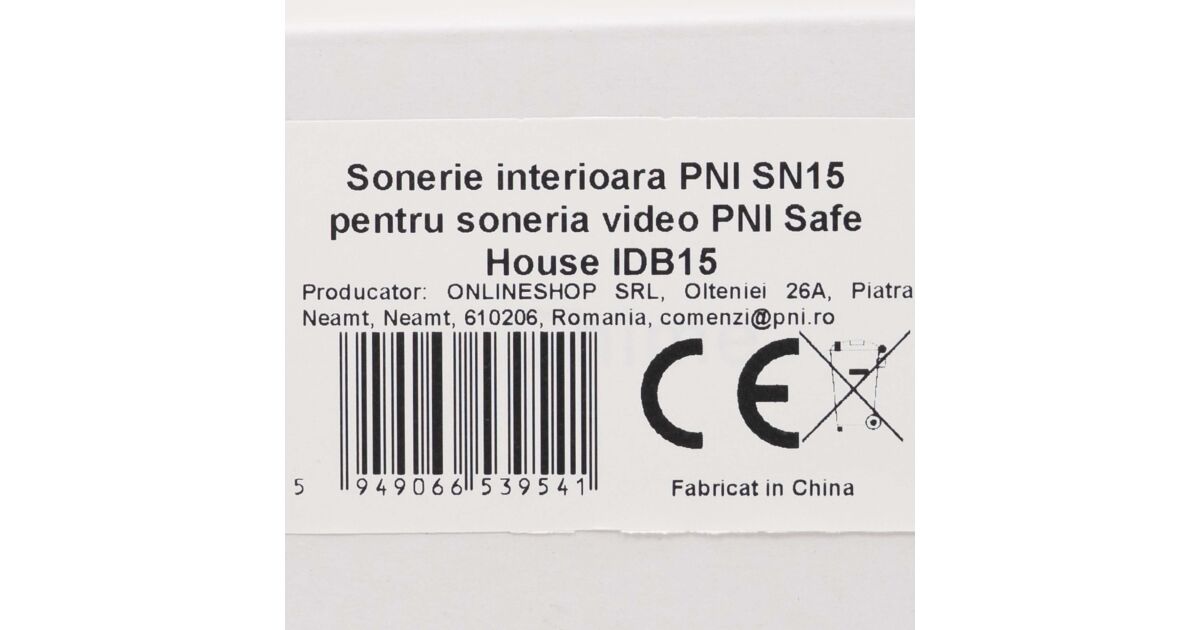 Sonerie interioara PNI SN15
pentru soneria video PNI Safe
House IDB15
Producator: ONLINESHOP SRL, Olteniei 26A, Piatra
Neamt, Neamt, 610206, Romania, comenzi@pni.ro
CE
5 949066 539541
Fabricat in China